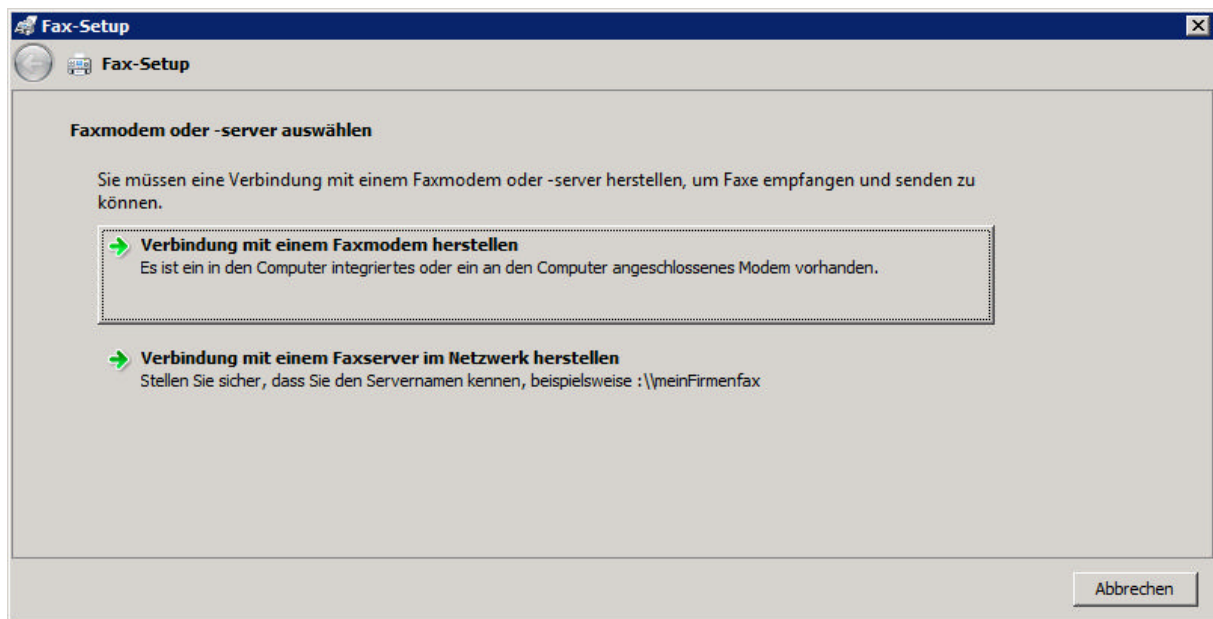 Fax-Setup
Fax-Setup
Faxmodem oder -server auswählen
Sie müssen eine Verbindung mit einem Faxmodem oder -server herstellen, um Faxe empfangen und senden zu
können.
Verbindung mit einem Faxmodem herstellen
Es ist ein in den Computer integriertes oder ein an den Computer angeschlossenes Modem vorhanden.
Verbindung mit einem Faxserver im Netzwerk herstellen
Stellen Sie sicher, dass Sie den Servernamen kennen, beispielsweise :\\meinFirmenfax
Abbrechen